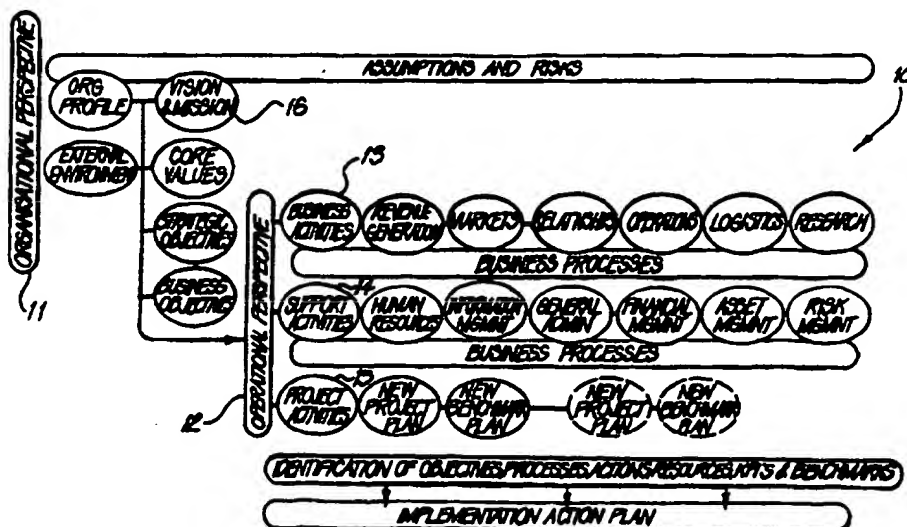 ORGANISATIONAL PERSPECTIVE
ASSUMPTIONS AND RISKS
10
ORG
PROFILE
VISION
& MISSION
16
EXTERNAL
ENVIRONMENT
CORE
VALUES
STRATEGIC
OBJECTIVES
BUSINESS
OBJECTIVES
11
OPERATIONAL PERSPECTIVE
12
13
BUSINESS
ACTIVITIES
REVENUE
GENERATION
MARKETS
RELATIONSHIPS
OPERATIONS
LOGISTICS
RESEARCH
BUSINESS PROCESSES
14
SUPPORT
ACTIVITIES
HUMAN
RESOURCES
INFORMATION
MGMNT
GENERAL
ADMIN
FINANCIAL
MGMNT
ASSET
MGMNT
RISK
MGMNT
BUSINESS PROCESSES
15
PROJECT
ACTIVITIES
NEW
PROJECT
PLAN
NEW
BENCHMARK
PLAN
NEW
PROJECT
PLAN
NEW
BENCHMARK
PLAN
IDENTIFICATION OF OBJECTIVES/PROCESSES/ACTIONS/RESOURCES/KPI'S & BENCHMARKS
IMPLEMENTATION ACTION PLAN